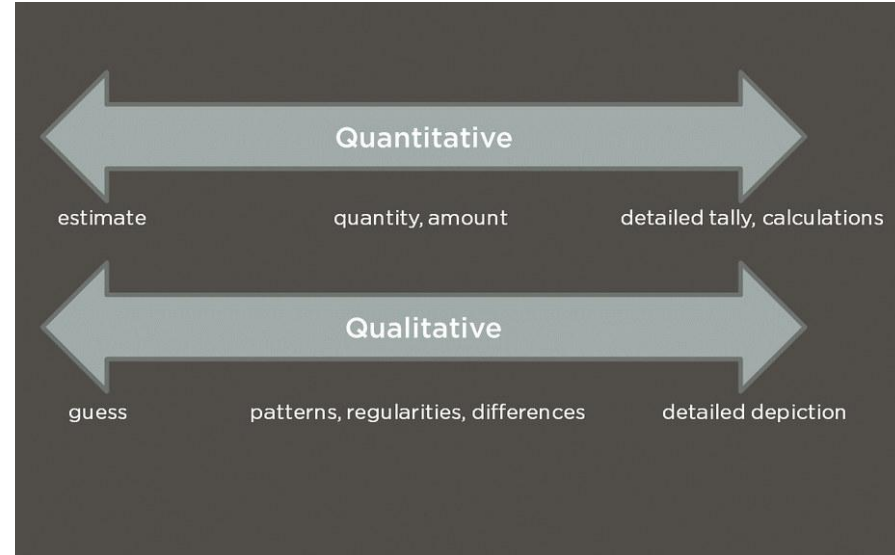 Quantitative
estimate quantity, amount detailed tally, calculations
Qualitative
guess patterns, regularities, differences detailed depiction